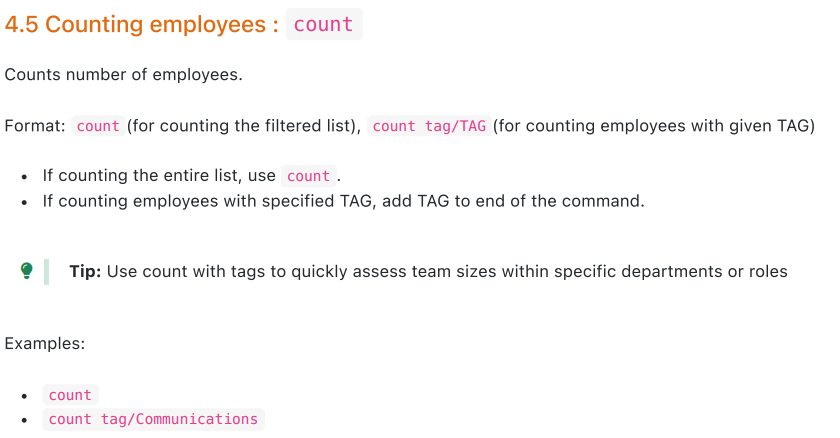 4.5 Counting employees : count
Counts number of employees.
Format: count (for counting the filtered list), count tag/TAG (for counting employees with given TAG)
• If counting the entire list, use count .
• If counting employees with specified TAG, add TAG to end of the command.
Tip: Use count with tags to quickly assess team sizes within specific departments or roles
Examples:
• count
• count tag/Communications